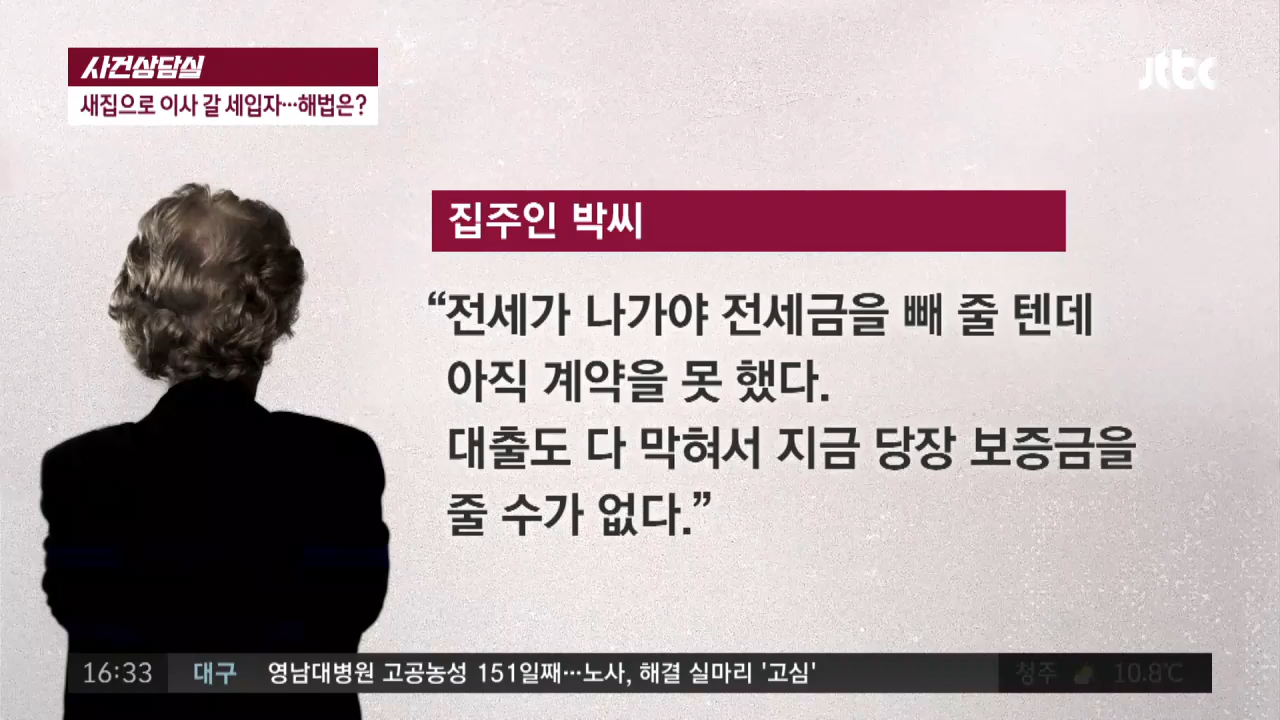 사건상담실
jtbc
새집으로 이사 갈 세입자…해법은?
집주인 박씨
“전세가 나가야 전세금을 빼 줄 텐데
아직 계약을 못 했다.
대출도 다 막혀서 지금 당장 보증금을
줄 수가 없다.”
16:33 대구 영남대병원 고공농성 151일째…노사, 해결 실마리 '고심' 청주 10.8℃